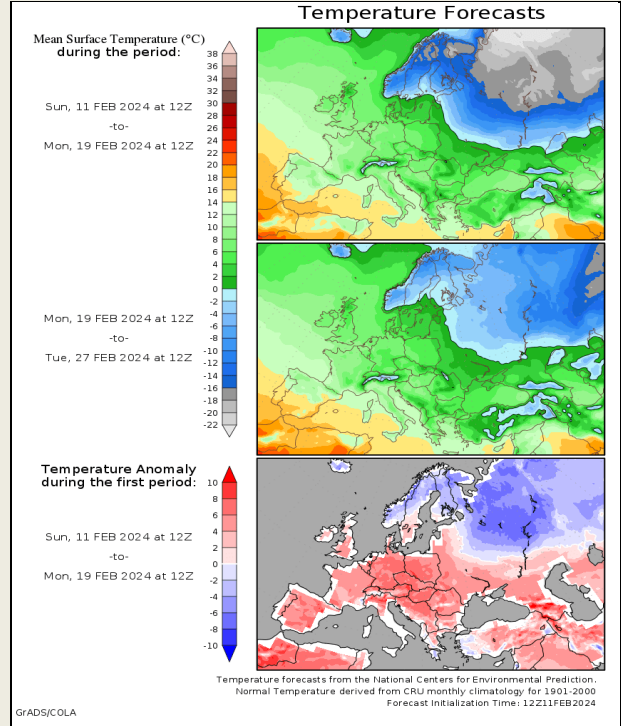 Temperature Forecasts
Mean Surface Temperature (°C)
during the period:
38
36
34
32
30
28
26
24
22
20
18
16
14
12
10
8
6
4
2
0
-2
-4
-6
-8
-10
-12
-14
-16
-18
-20
-22
Sun, 11 FEB 2024 at 12Z
-to-
Mon, 19 FEB 2024 at 12Z
Mon, 19 FEB 2024 at 12Z
-to-
Tue, 27 FEB 2024 at 12Z
Temperature Anomaly
during the first period:
10
8
6
4
2
0
-2
-4
-6
-8
-10
Sun, 11 FEB 2024 at 12Z
-to-
Mon, 19 FEB 2024 at 12Z
Temperature forecasts from the National Centers for Environmental Prediction.
Normal Temperature derived from CRU monthly climatology for 1901-2000
Forecast Initialization Time: 12Z11FEB2024
GrADS/COLA